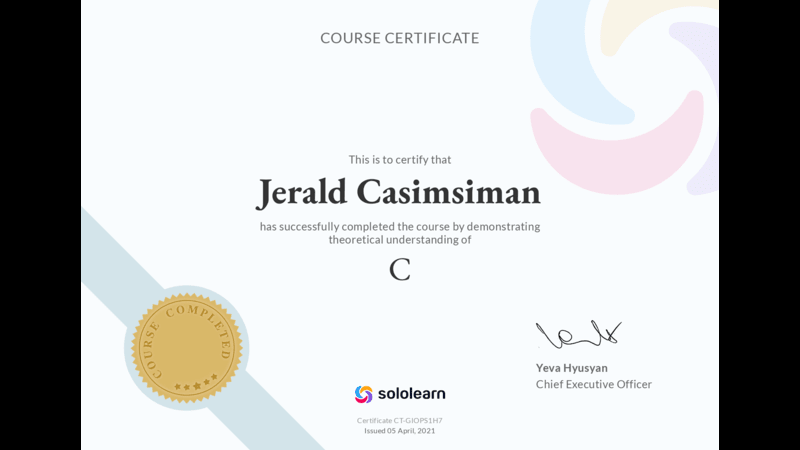 COURSE CERTIFICATE
This is to certify that
Jerald Casimsiman
has successfully completed the course by demonstrating
theoretical understanding of
C
COURSE COMPLETED
Yeva Hyusyan
Chief Executive Officer
sololearn
Certificate CT-GIOPS1H7
Issued 05 April, 2021